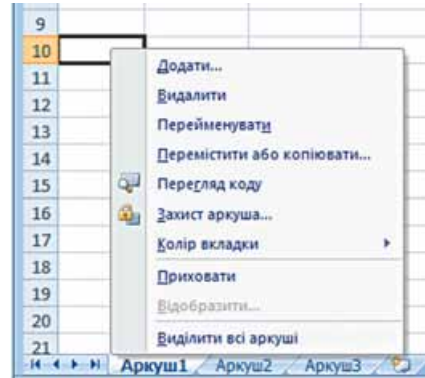 9
10
Додати...
11
Видалити
12
Перейменувати
13
Перемістити або копіювати...
14
15
Перегляд коду
16
Захист аркуша...
17
Колір вкладки
18
Приховати
19
Відобразити...
20
Виділити всі аркуші
21
Аркуш1 Аркуш2 Аркуш3